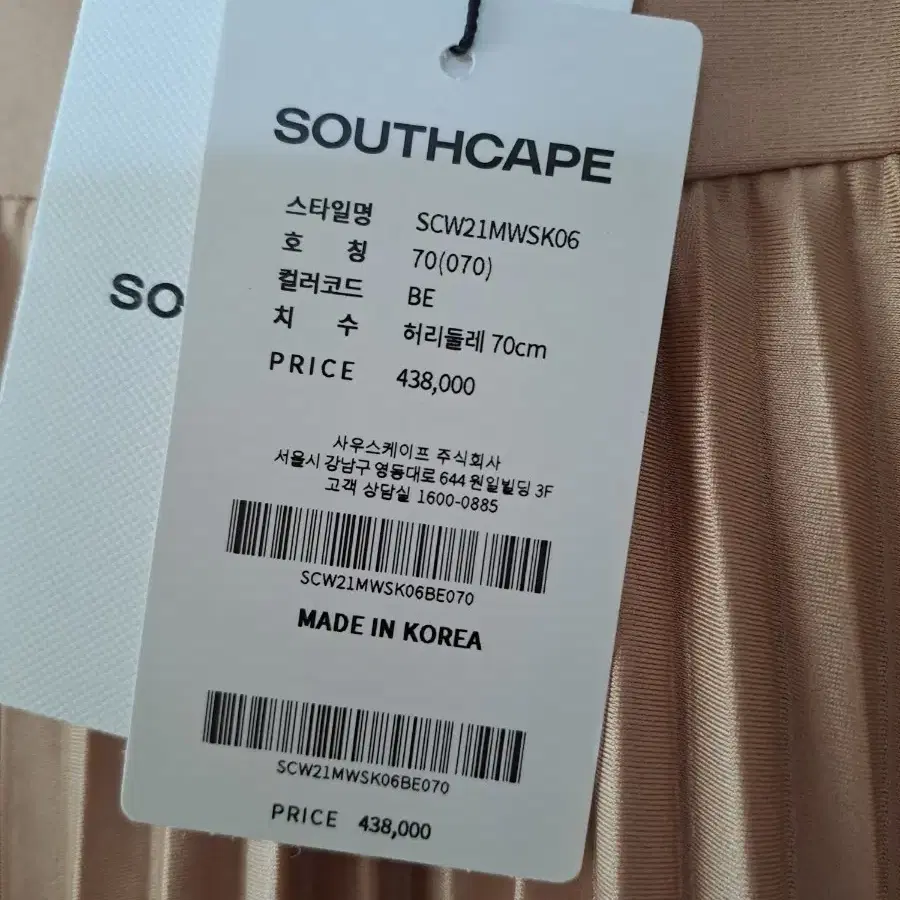 SOUTHCAPE
스타일명 SCW21MWSK06
호 칭 70(070)
컬러코드 BE
치 수 허리둘레 70cm
PRICE 438,000
사우스케이프 주식회사
서울시 강남구 영동대로 644 원일빌딩 3F
고객 상담실 1600-0885
SCW21MWSK06BE070
MADE IN KOREA
SCW21MWSK06BE070
PRICE 438,000
SO